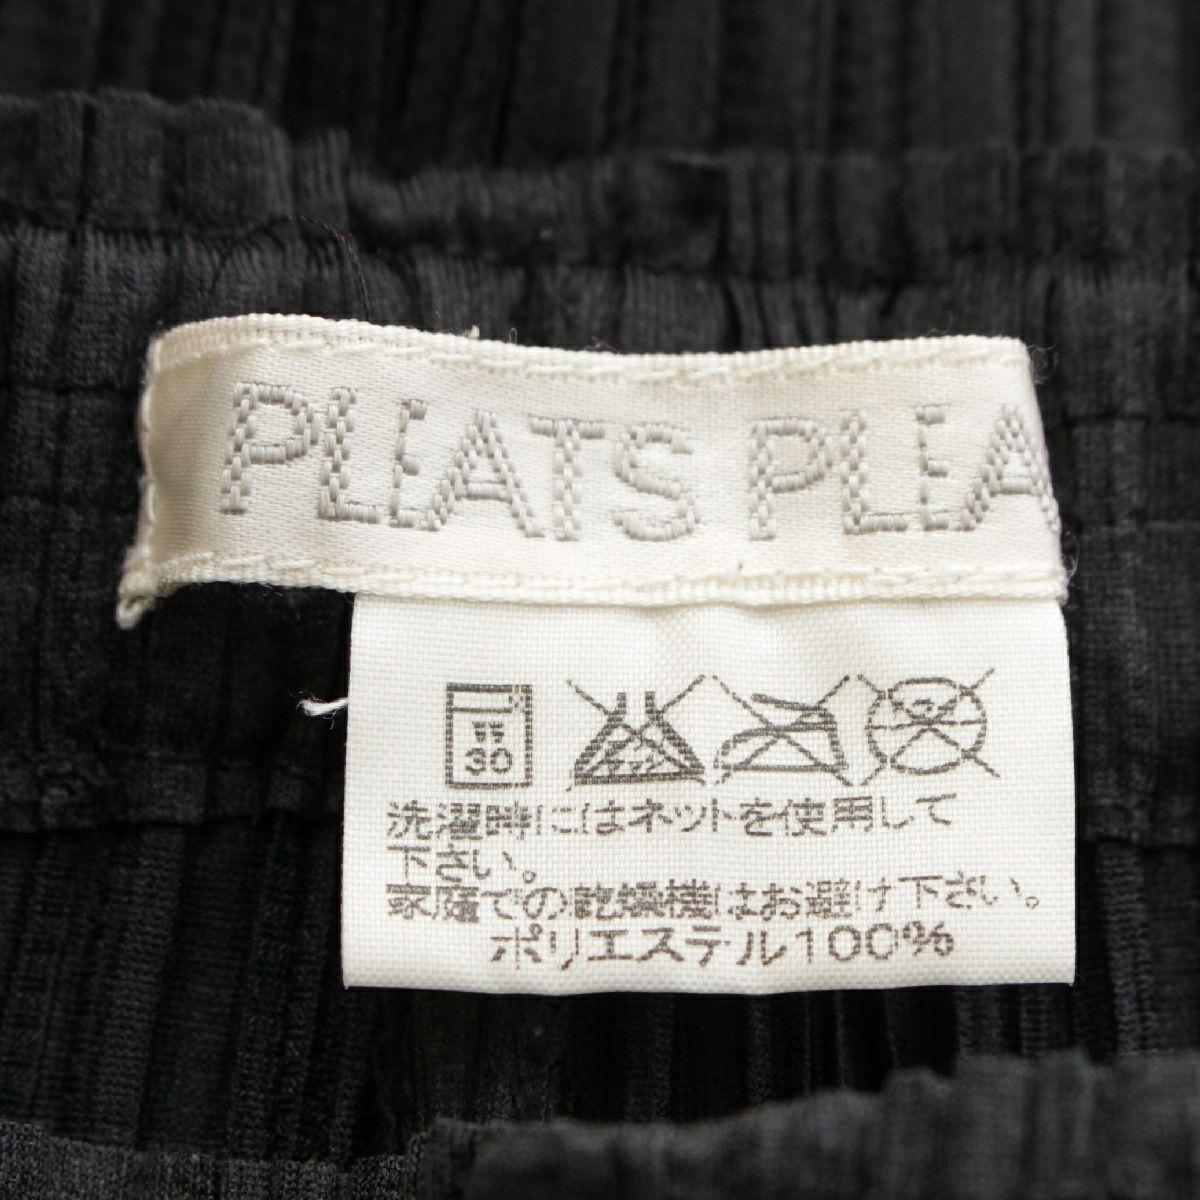 PLEATS PLEA
30
洗濯時にはネットを使用して
下さい。
家庭での乾燥機はお避け下さい。
ポリエステル100%